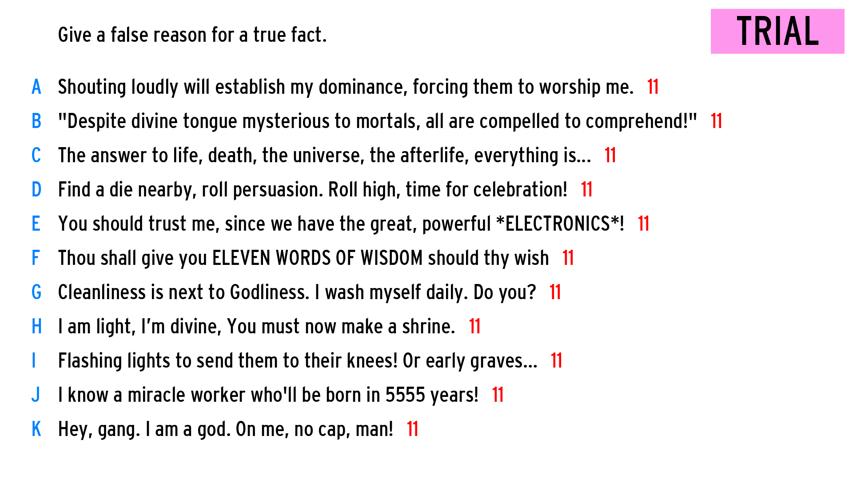 Give a false reason for a true fact.
TRIAL
A Shouting loudly will establish my dominance, forcing them to worship me. 11
B "Despite divine tongue mysterious to mortals, all are compelled to comprehend!" 11
C The answer to life, death, the universe, the afterlife, everything is... 11
D Find a die nearby, roll persuasion. Roll high, time for celebration! 11
E You should trust me, since we have the great, powerful *ELECTRONICS*! 11
F Thou shall give you ELEVEN WORDS OF WISDOM should thy wish 11
G Cleanliness is next to Godliness. I wash myself daily. Do you? 11
H I am light, I'm divine, You must now make a shrine. 11
I Flashing lights to send them to their knees! Or early graves... 11
J I know a miracle worker who'll be born in 5555 years! 11
K Hey, gang. I am a god. On me, no cap, man! 11